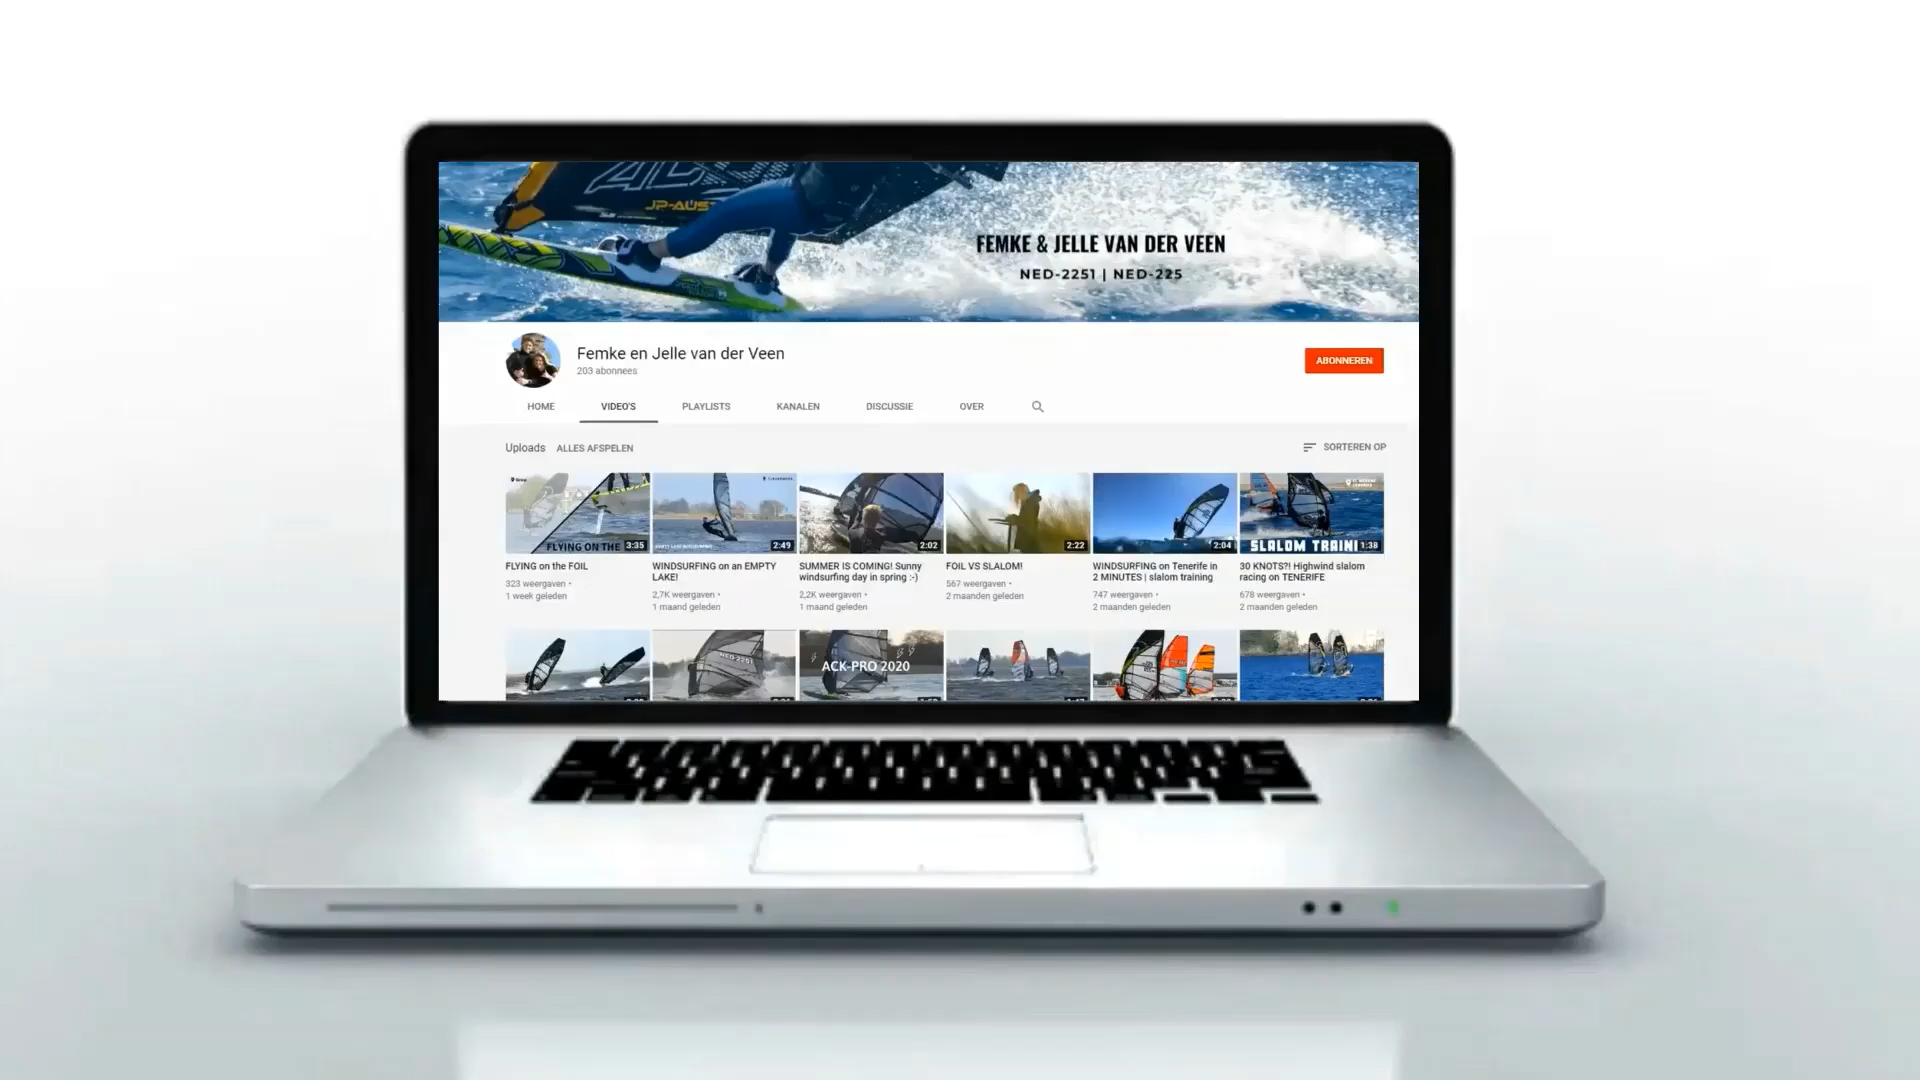 JP-AUS
FEMKE & JELLE VAN DER VEEN
NED-2251 | NED-225
Femke en Jelle van der Veen
203 abonnees
ABONNEREN
HOME VIDEO'S PLAYLISTS KANALEN DISCUSSIE OVER
Uploads ALLES AFSPELEN SORTEREN OP
FLYING ON THE 3:35 2:49 2:02 2:22 2:04 SLALOM TRAINI 1:38
FLYING on the FOIL
323 weergaven •
1 week geleden
WINDSURFING on an EMPTY
LAKE!
2,7K weergaven •
1 maand geleden
SUMMER IS COMING! Sunny
windsurfing day in spring :-)
2,2K weergaven •
1 maand geleden
FOIL VS SLALOM!
567 weergaven •
2 maanden geleden
WINDSURFING on Tenerife in
2 MINUTES | slalom training
747 weergaven •
2 maanden geleden
30 KNOTS?! Highwind slalom
racing on TENERIFE
678 weergaven •
2 maanden geleden
NED-2251
ACK-PRO 2020